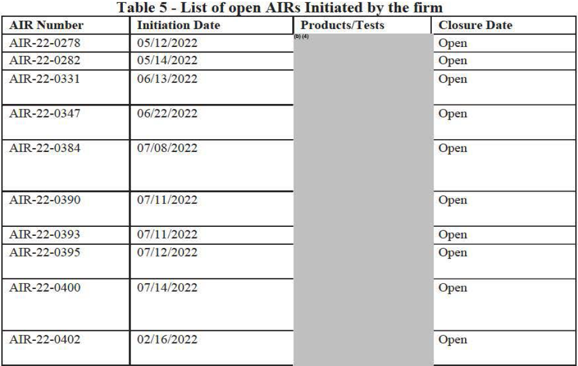 Table 5 - List of open AIRs Initiated by the firm
AIR Number Initiation Date Products/Tests Closure Date
(b) (4)
AIR-22-0278 05/12/2022 Open
AIR-22-0282 05/14/2022 Open
AIR-22-0331 06/13/2022 Open
AIR-22-0347 06/22/2022 Open
AIR-22-0384 07/08/2022 Open
AIR-22-0390 07/11/2022 Open
AIR-22-0393 07/11/2022 Open
AIR-22-0395 07/12/2022 Open
AIR-22-0400 07/14/2022 Open
AIR-22-0402 02/16/2022 Open